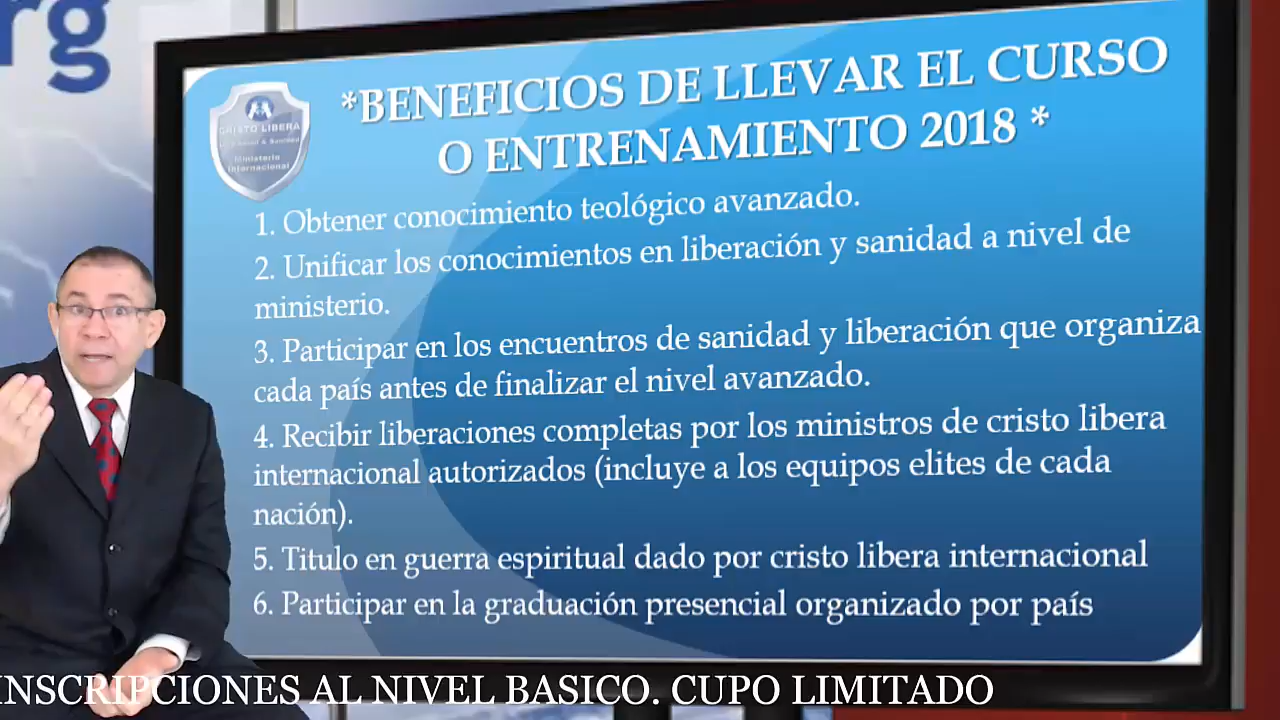 rg
CRISTO LIBERA
Ministerio
Internacional
*BENEFICIOS DE LLEVAR EL CURSO
O ENTRENAMIENTO 2018 *
1. Obtener conocimiento teológico avanzado.
2. Unificar los conocimientos en liberación y sanidad a nivel de
ministerio.
3. Participar en los encuentros de sanidad y liberación que organiza
cada país antes de finalizar el nivel avanzado.
4. Recibir liberaciones completas por los ministros de cristo libera
internacional autorizados (incluye a los equipos elites de cada
nación).
5. Titulo en guerra espiritual dado por cristo libera internacional
6. Participar en la graduación presencial organizado por país
INSCRIPCIONES AL NIVEL BASICO. CUPO LIMITADO